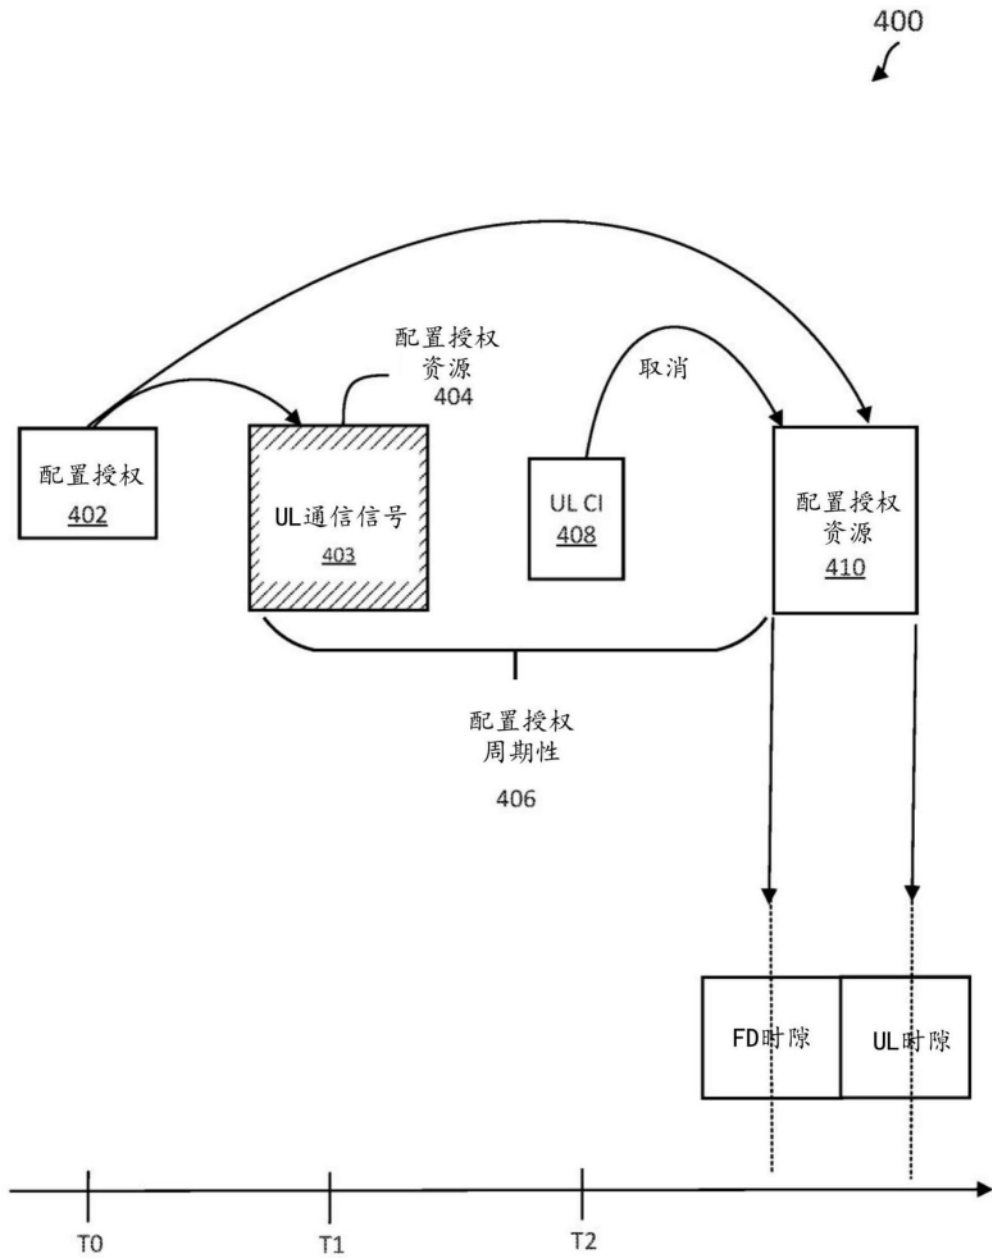 400
配置授权
资源
404
取消
配置授权
402
UL通信信号
403
UL CI
408
配置授权
资源
410
配置授权
周期性
406
FD时隙
UL时隙
T0
T1
T2